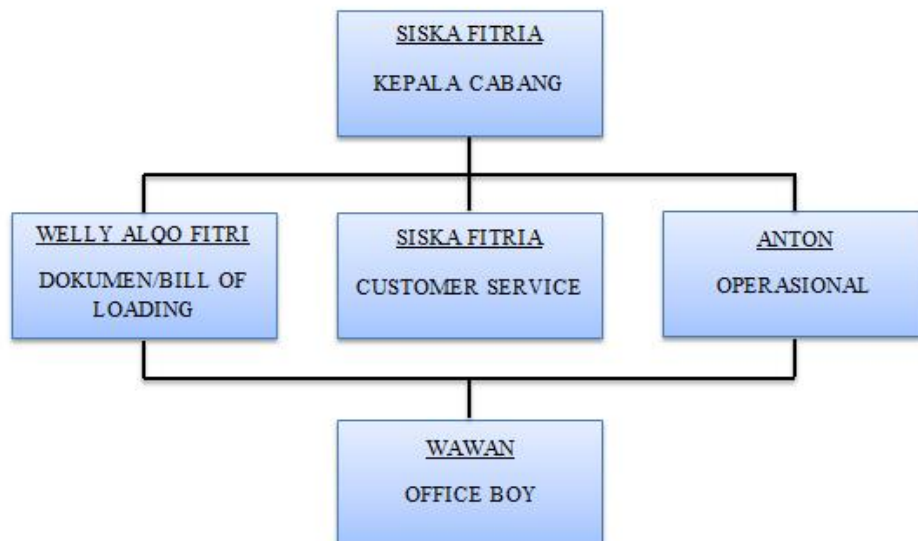 SISKA FITRIA
KEPALA CABANG
WELLY ALQO FITRI
DOKUMEN/BILL OF
LOADING
SISKA FITRIA
CUSTOMER SERVICE
ANTON
OPERASIONAL
WAWAN
OFFICE BOY